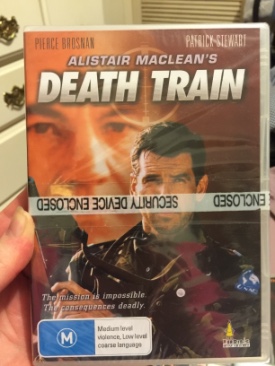 PIERCE BROSNAN PATRICK STEWART
ALISTAIR MACLEAN'S
DEATH TRAIN
SECURITY DEVICE ENCLOSED
ENCLOSED
The mission is impossible.
The consequences deadly.
M
Medium level
violence, Low level
coarse language